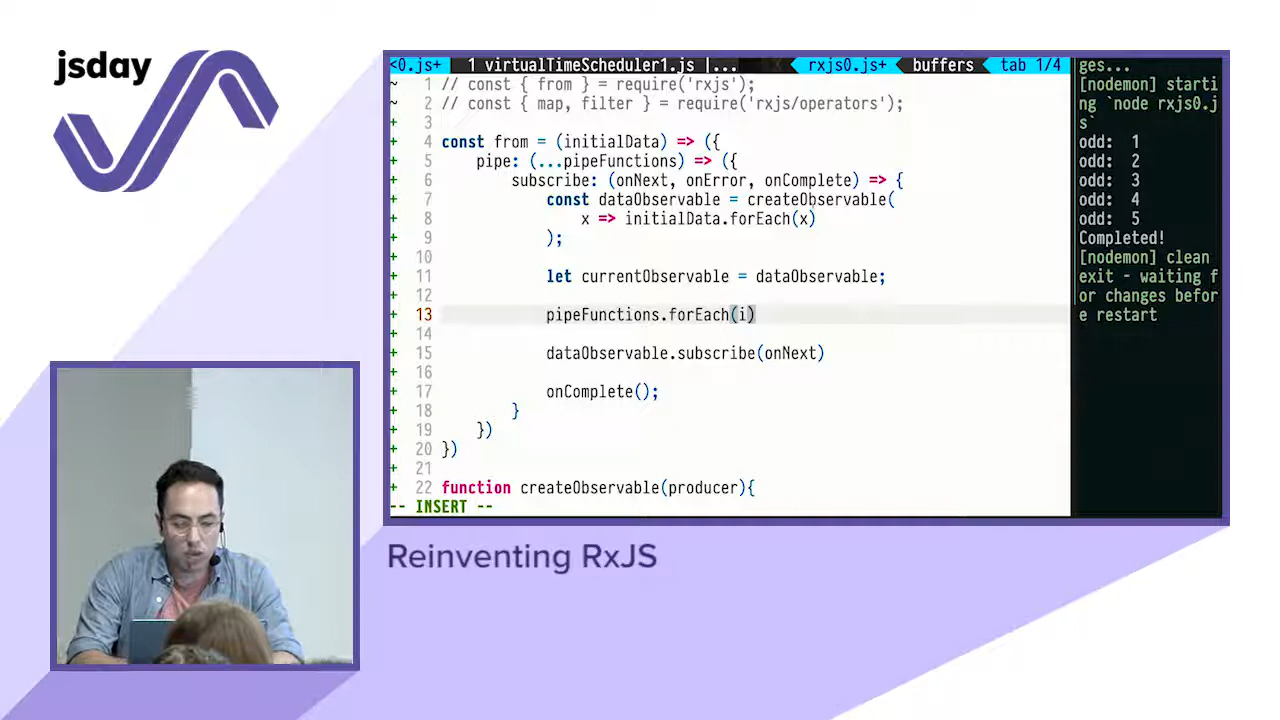 jsday
<0.js+ 1 virtualTimeScheduler1.js |... rxjs0.js+ buffers tab 1/4
~ 1 // const { from } = require('rxjs');
~ 2 // const { map, filter } = require('rxjs/operators');
+ 3
+ 4 const from = (initialData) => ({
+ 5 pipe: (...pipeFunctions) => ({
+ 6 subscribe: (onNext, onError, onComplete) => {
+ 7 const dataObservable = createObservable(
+ 8 x => initialData.forEach(x)
+ 9 );
+ 10
+ 11 let currentObservable = dataObservable;
+ 12
+ 13 pipeFunctions.forEach(i)
+ 14
+ 15 dataObservable.subscribe(onNext)
+ 16
+ 17 onComplete();
+ 18 }
+ 19 })
+ 20 })
+ 21
+ 22 function createObservable(producer){
-- INSERT --
ges...
[nodemon] starti
ng `node rxjs0.j
s`
odd: 1
odd: 2
odd: 3
odd: 4
odd: 5
Completed!
[nodemon] clean
exit - waiting f
or changes befor
e restart
Reinventing RxJS